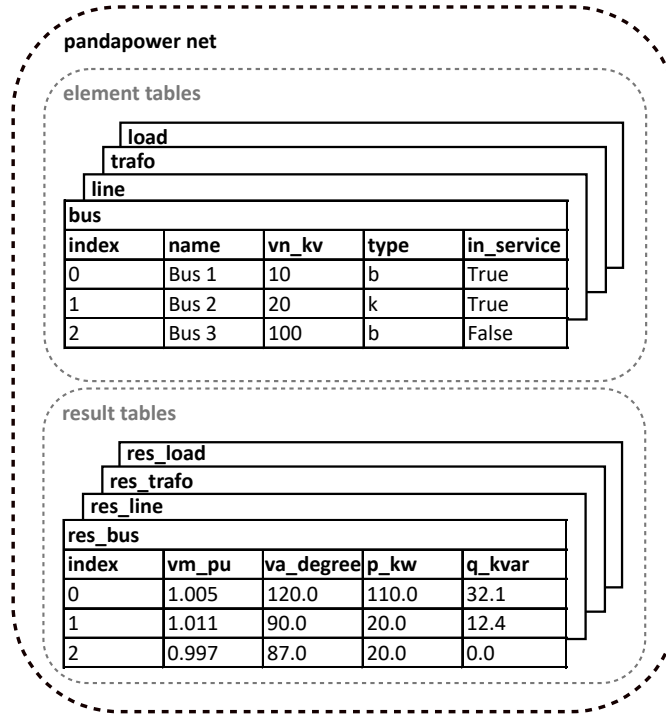 pandapower net
element tables
load
trafo
line
bus
index name vn_kv type in_service
0 Bus 1 10 b True
1 Bus 2 20 k True
2 Bus 3 100 b False
result tables
res_load
res_trafo
res_line
res_bus
index vm_pu va_degree p_kw q_kvar
0 1.005 120.0 110.0 32.1
1 1.011 90.0 20.0 12.4
2 0.997 87.0 20.0 0.0